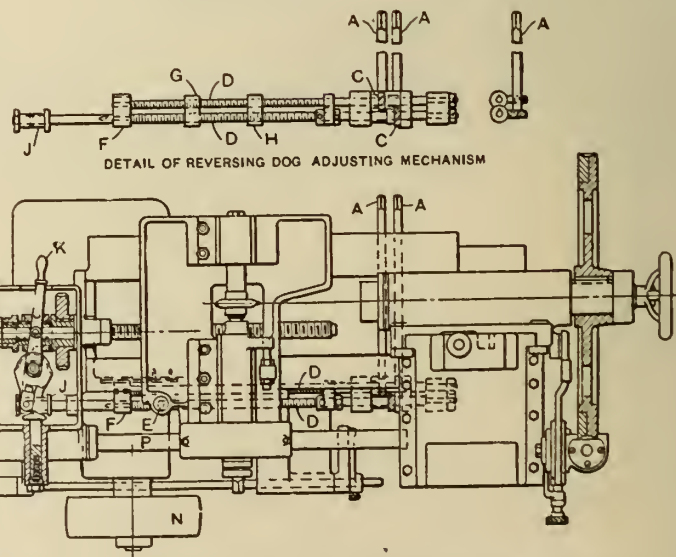 A A A
G D C
J F D H C
DETAIL OF REVERSING DOG ADJUSTING MECHANISM
A A
K
J D
F E D
P
N